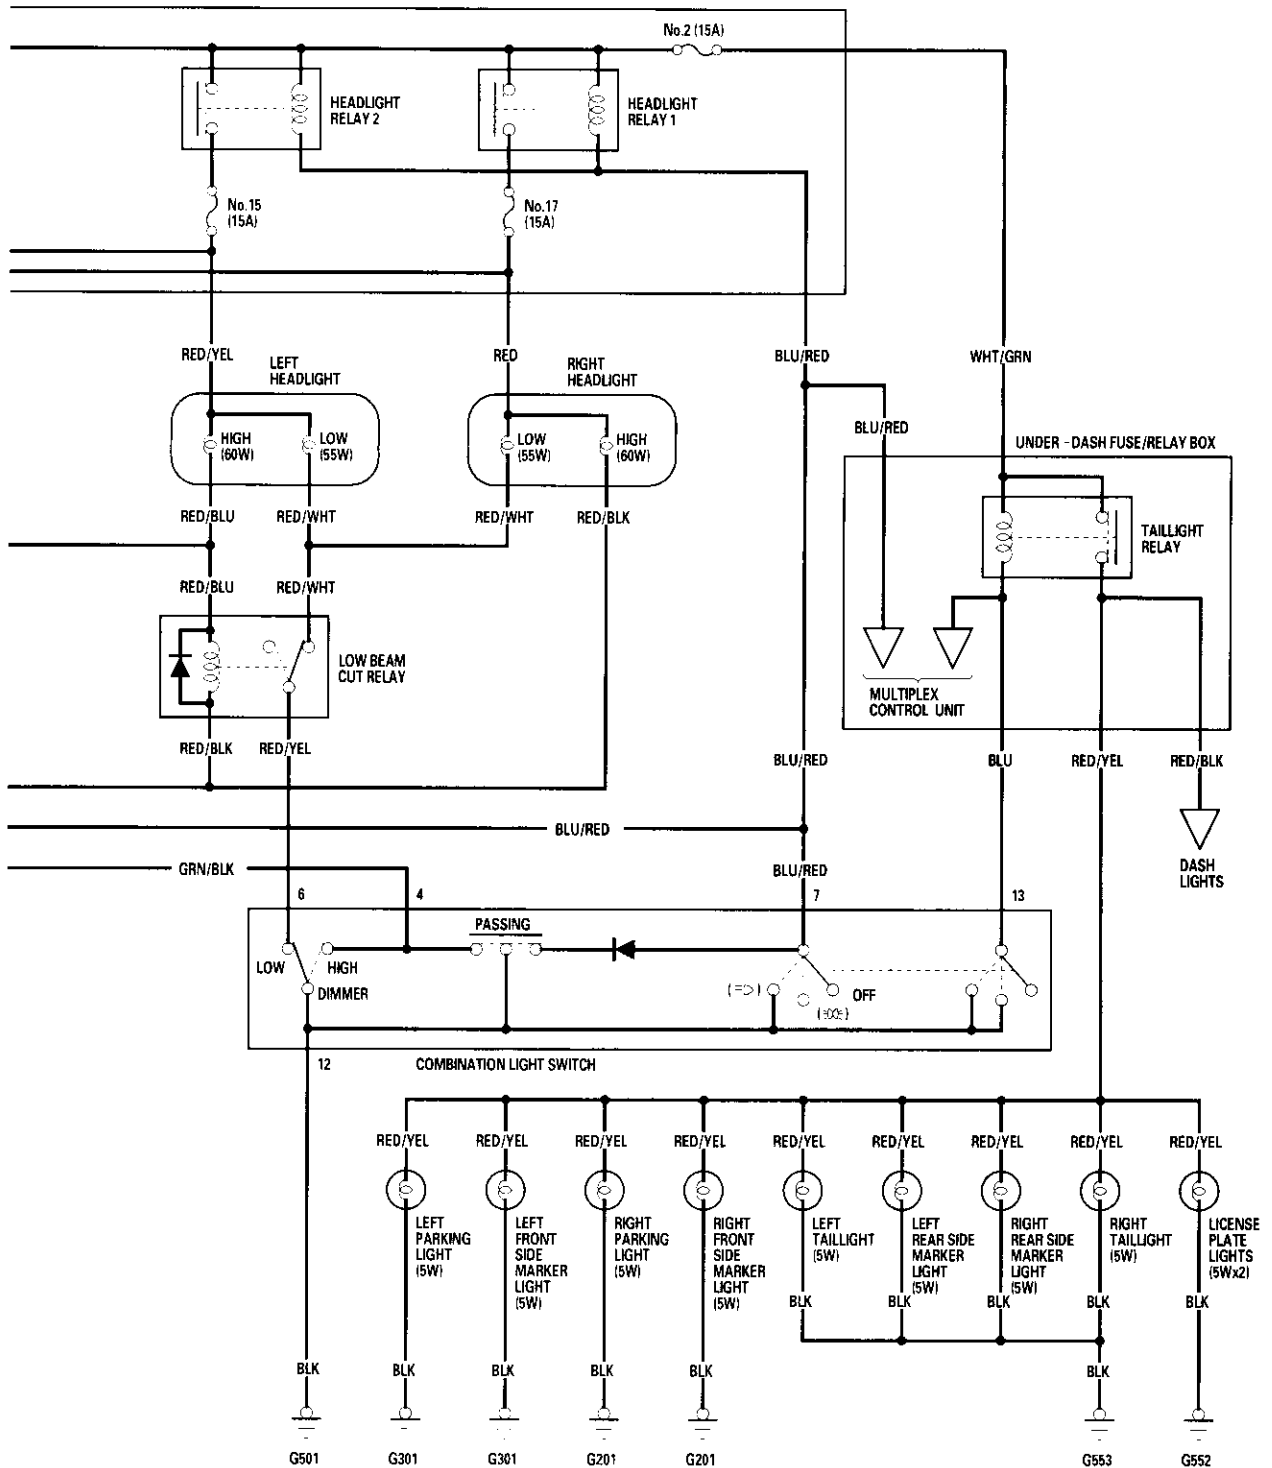 No.2 (15A)
HEADLIGHT
RELAY 2
HEADLIGHT
RELAY 1
No.15
(15A)
No.17
(15A)
RED/YEL
LEFT
HEADLIGHT
RED
RIGHT
HEADLIGHT
BLU/RED
WHT/GRN
HIGH
(60W)
LOW
(55W)
LOW
(55W)
HIGH
(60W)
BLU/RED
UNDER - DASH FUSE/RELAY BOX
RED/BLU
RED/WHT
RED/WHT
RED/BLK
TAILLIGHT
RELAY
RED/BLU
RED/WHT
LOW BEAM
CUT RELAY
MULTIPLEX
CONTROL UNIT
RED/BLK
RED/YEL
BLU/RED
BLU
RED/YEL
RED/BLK
BLU/RED
GRN/BLK
BLU/RED
DASH
LIGHTS
6
4
7
13
PASSING
LOW
HIGH
DIMMER
OFF
12
COMBINATION LIGHT SWITCH
RED/YEL
RED/YEL
RED/YEL
RED/YEL
RED/YEL
RED/YEL
RED/YEL
RED/YEL
RED/YEL
LEFT
PARKING
LIGHT
(5W)
LEFT
FRONT
SIDE
MARKER
LIGHT
(5W)
RIGHT
PARKING
LIGHT
(5W)
RIGHT
FRONT
SIDE
MARKER
LIGHT
(5W)
LEFT
TAILLIGHT
(5W)
LEFT
REAR SIDE
MARKER
LIGHT
(5W)
RIGHT
REAR SIDE
MARKER
LIGHT
(5W)
RIGHT
TAILLIGHT
(5W)
LICENSE
PLATE
LIGHTS
(5Wx2)
BLK
BLK
BLK
BLK
BLK
BLK
BLK
BLK
BLK
BLK
BLK
G501
G301
G301
G201
G201
G553
G552